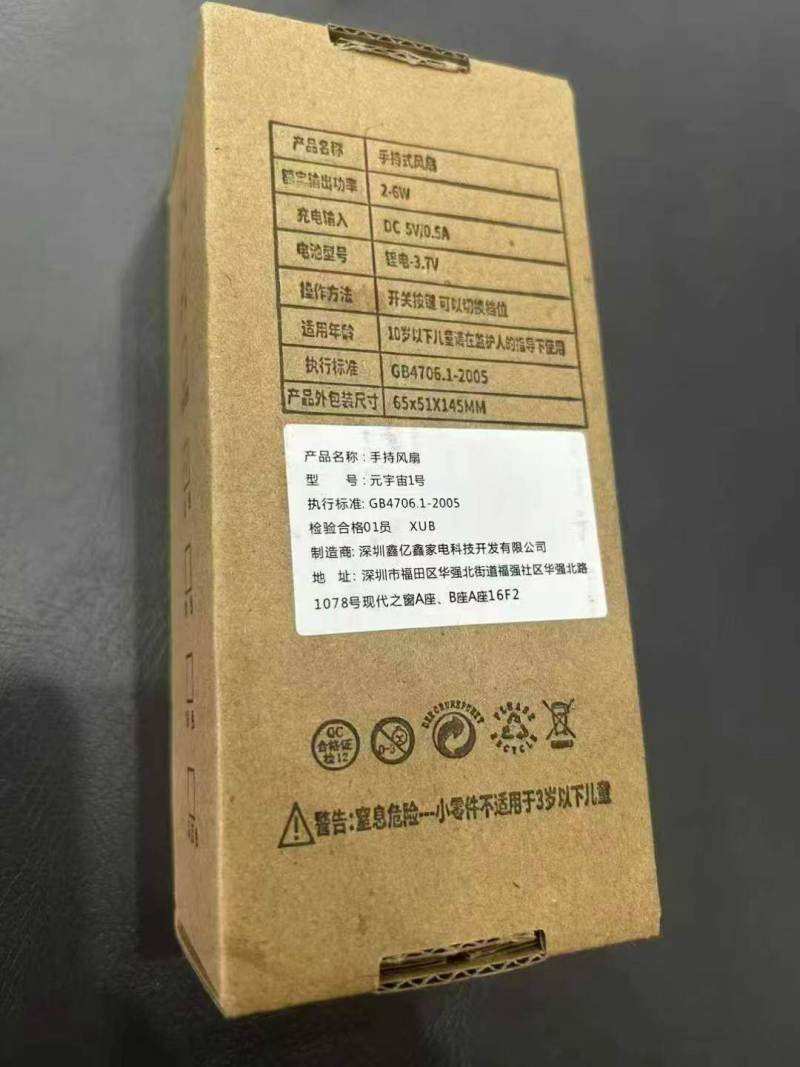 产品名称 手持式风扇
额定输出功率 2-6W
充电输入 DC 5V/0.5A
电池型号 锂电-3.7V
操作方法 开关按键 可以切换档位
适用年龄 10岁以下儿童请在监护人的指导下使用
执行标准 GB4706.1-2005
产品外包装尺寸 65x51X145MM
产品名称：手持风扇
型 号：元宇宙1号
执行标准: GB4706.1-2005
检验合格01员 XUB
制造商: 深圳鑫亿鑫家电科技开发有限公司
地 址: 深圳市福田区华强北街道福强社区华强北路
1078号现代之窗A座、B座A座16F2
QC
合格证
检12
0-3
PLEASE
RECYCLE
警告:窒息危险---小零件不适用于3岁以下儿童